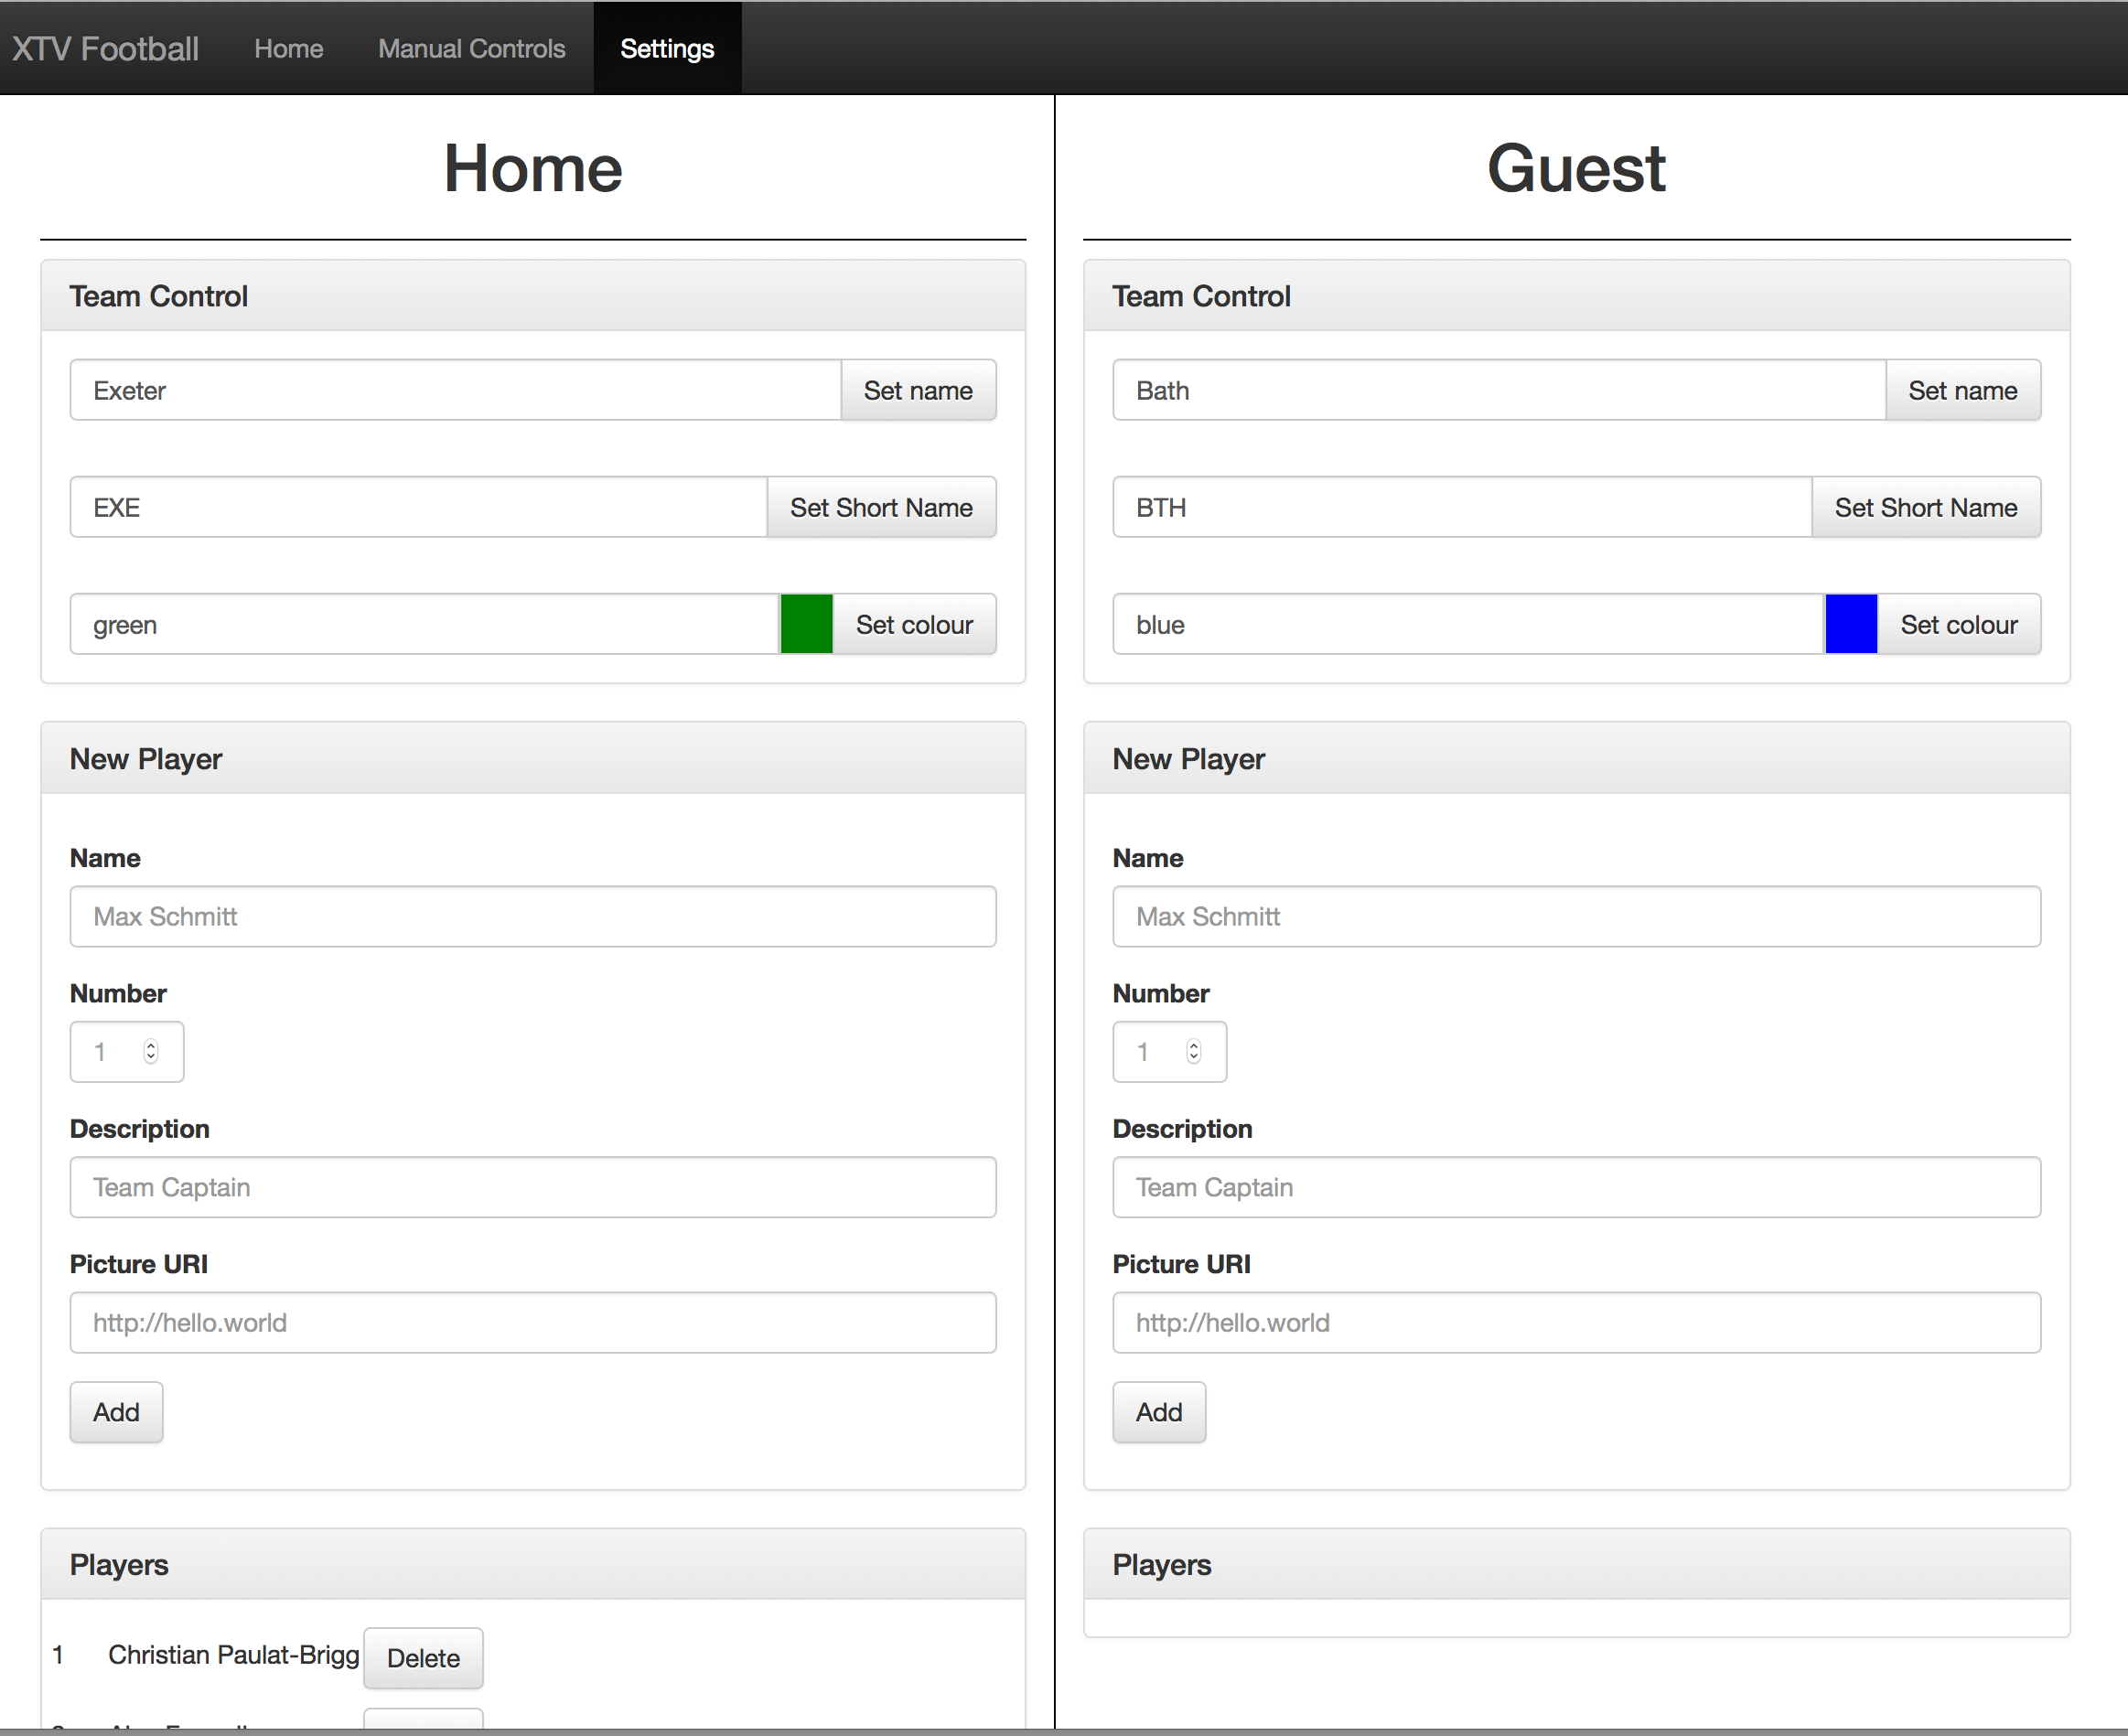 XTV Football Home Manual Controls Settings
Home
Team Control
Exeter Set name
EXE Set Short Name
green Set colour
New Player
Name
Max Schmitt
Number
1
Description
Team Captain
Picture URI
http://hello.world
Add
Players
1 Christian Paulat-Brigg Delete
Guest
Team Control
Bath Set name
BTH Set Short Name
blue Set colour
New Player
Name
Max Schmitt
Number
1
Description
Team Captain
Picture URI
http://hello.world
Add
Players